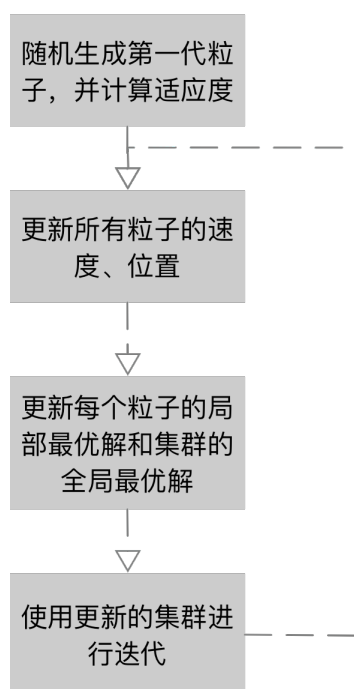 随机生成第一代粒
子，并计算适应度
更新所有粒子的速
度、位置
更新每个粒子的局
部最优解和集群的
全局最优解
使用更新的集群进
行迭代